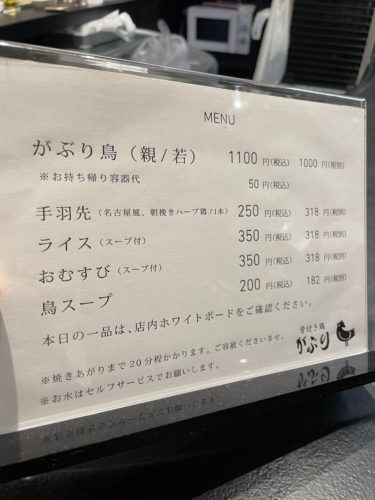 MENU
がぶり鳥（親/若） 1100 円(税込) 1000 円(税別)
※お持ち帰り容器代 50 円(税込)
手羽先（名古屋風、朝挽きハーブ鶏/1本） 250 円(税込) 318 円(税別)
ライス（スープ付） 350 円(税込) 318 円(税別)
おむすび（スープ付） 350 円(税込) 318 円(税別)
鳥スープ 200 円(税込) 182 円(税別)
本日の一品は、店内ホワイトボードをご確認ください。
※焼きあがりまで20分程かかります。ご容赦くださいませ。
※お水はセルフサービスでお願いします。
骨付き鶏
がぶり